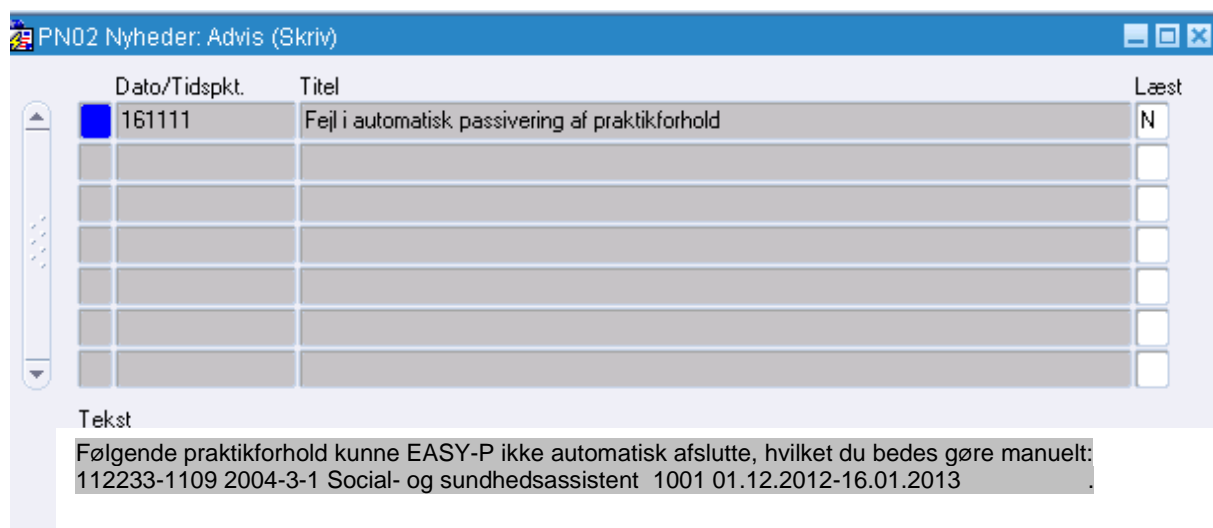 PN02 Nyheder: Advis (Skriv)
Dato/Tidspkt. Titel Læst
161111 Fejl i automatisk passivering af praktikforhold N
Tekst
Følgende praktikforhold kunne EASY-P ikke automatisk afslutte, hvilket du bedes gøre manuelt:
112233-1109 2004-3-1 Social- og sundhedsassistent 1001 01.12.2012-16.01.2013 .